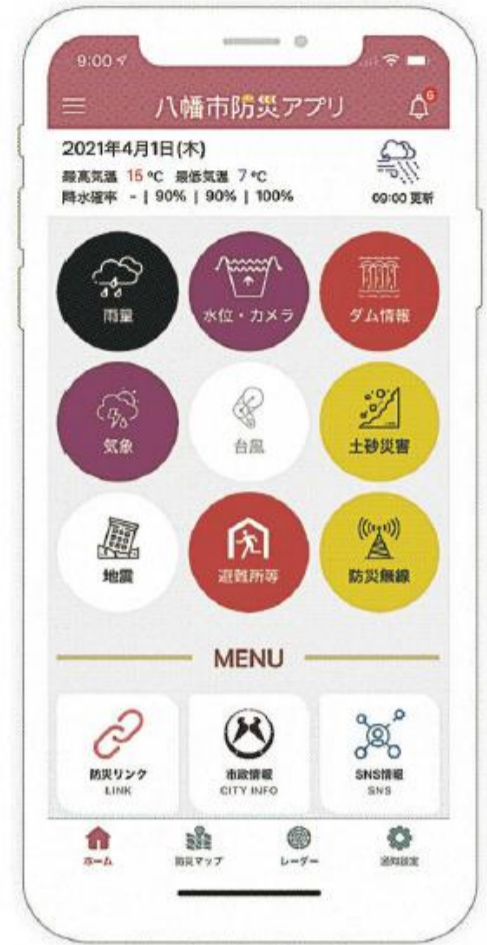 9:00
八幡市防災アプリ
6
2021年4月1日(木)
最高気温 15 °C 最低気温 7 °C
降水確率 - | 90% | 90% | 100%
09:00 更新
雨量
水位・カメラ
ダム情報
気象
台風
土砂災害
地震
避難所等
防災無線
MENU
防災リンク
LINK
市政情報
CITY INFO
SNS情報
SNS
ホーム
防災マップ
レーダー
通知設定